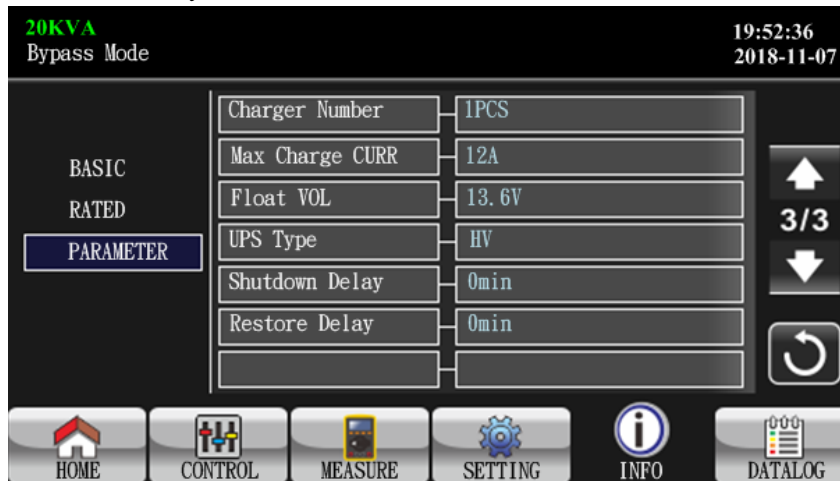 20KVA
Bypass Mode
19:52:36
2018-11-07
BASIC
RATED
PARAMETER
Charger Number 1PCS
Max Charge CURR 12A
Float VOL 13.6V
UPS Type HV
Shutdown Delay 0min
Restore Delay 0min
3/3
HOME CONTROL MEASURE SETTING INFO DATALOG